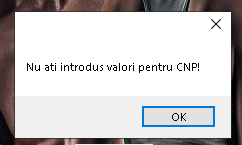 Nu ati introdus valori pentru CNP!
OK